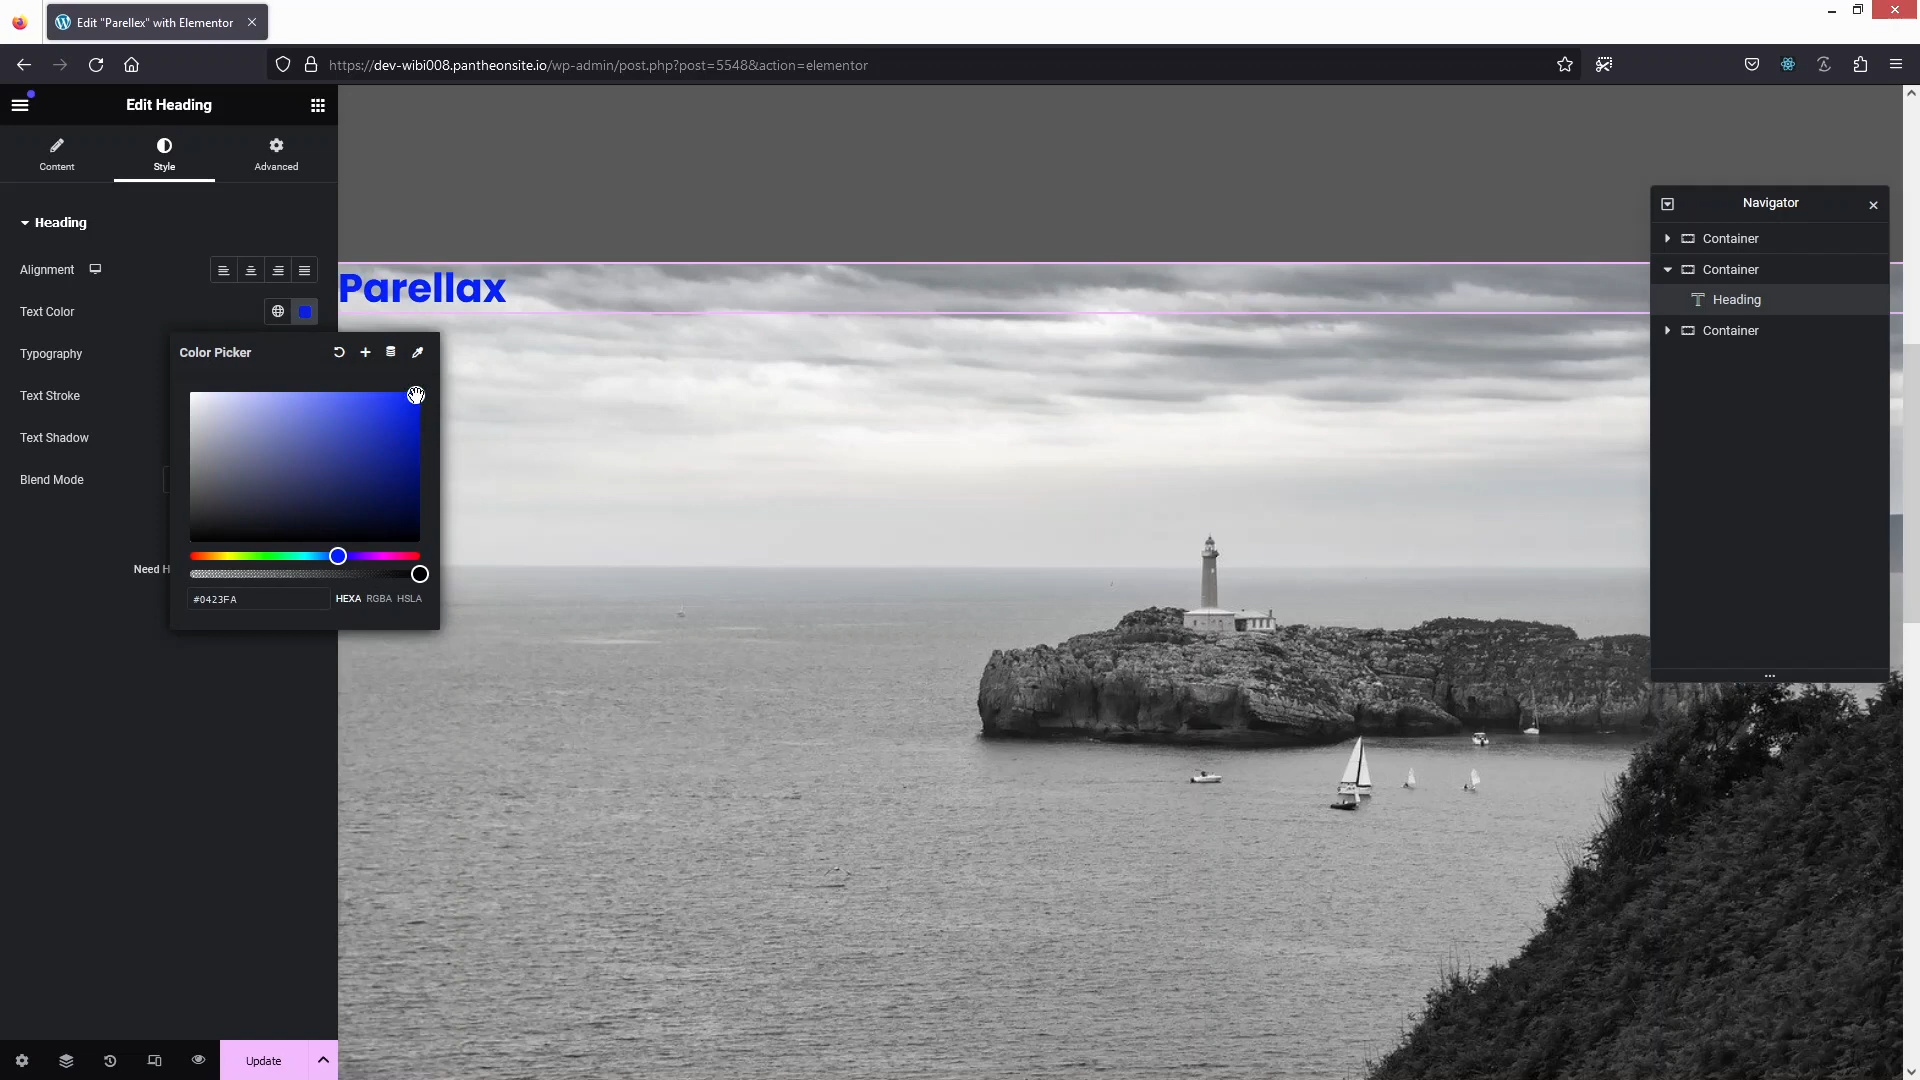 Edit "Parellex" with Elementor
https://dev-wibi008.pantheonsite.io/wp-admin/post.php?post=5548&action=elementor
Edit Heading
Content
Style
Advanced
Heading
Alignment
Text Color
Typography
Text Stroke
Text Shadow
Blend Mode
Need H
Color Picker
#0423FA
HEXA RGBA HSLA
Update
Parellax
Navigator
Container
Container
Heading
Container